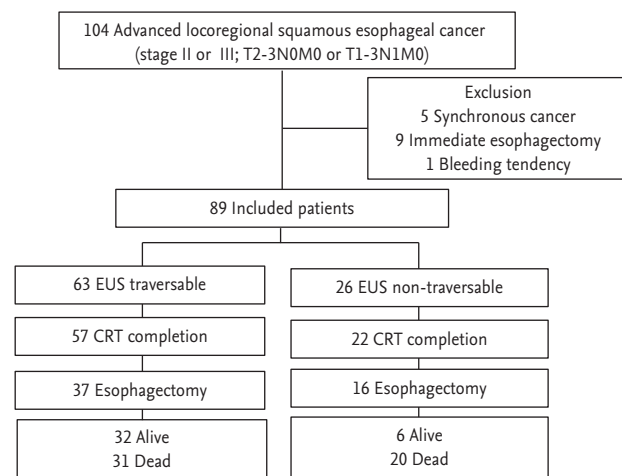 104 Advanced locoregional squamous esophageal cancer
(stage II or III; T2-3N0M0 or T1-3N1M0)
Exclusion
5 Synchronous cancer
9 Immediate esophagectomy
1 Bleeding tendency
89 Included patients
63 EUS traversable
26 EUS non-traversable
57 CRT completion
22 CRT completion
37 Esophagectomy
16 Esophagectomy
32 Alive
31 Dead
6 Alive
20 Dead